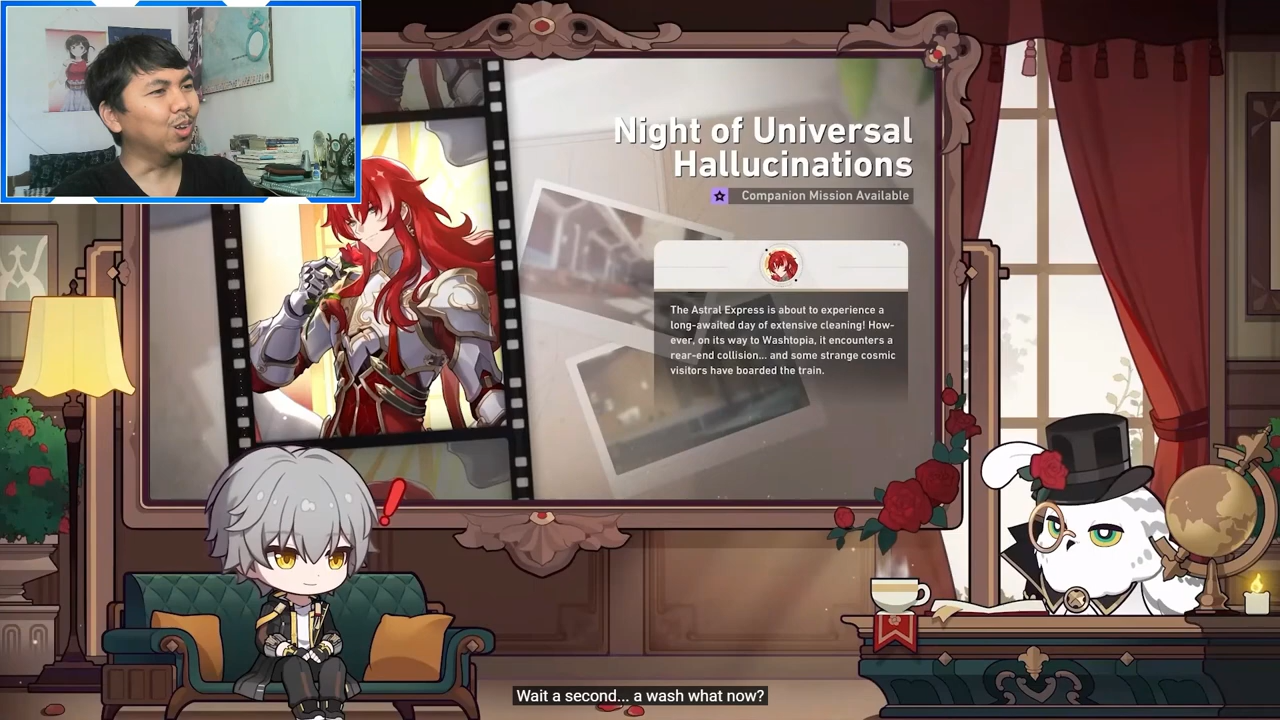 Night of Universal
Hallucinations
Companion Mission Available
The Astral Express is about to experience a
long-awaited day of extensive cleaning! How-
ever, on its way to Washtopia, it encounters a
rear-end collision... and some strange cosmic
visitors have boarded the train.
Wait a second... a wash what now?